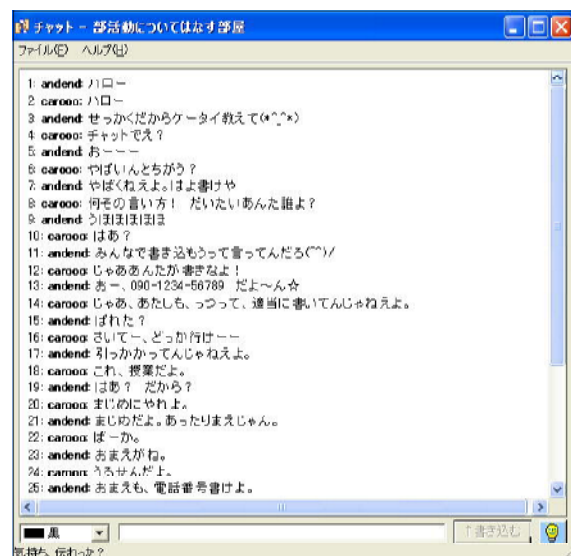 チャット - 部活動についてはなす部屋
ファイル(F) ヘルプ(H)
1: andend: ハロー
2: carooo: ハロー
3: andend: せっかくだからケータイ教えて(*^_^*)
4: carooo: チャットでえ？
5: andend: おーーー
6: carooo: やばいんとちがう？
7: andend: やばくねえよ。はよ書けや
8: carooo: 何その言い方！ だいたいあんた誰よ？
9: andend: うほほほほほ
10: carooo: はあ？
11: andend: みんなで書き込もうって言ってんだろ(^^)/
12: carooo: じゃああんたが書きなよ！
13: andend: おー、090-1234-56789 だよ～ん☆
14: carooo: じゃあ、あたしも、っつって、適当に書いてんじゃねえよ。
15: andend: ばれた？
16: carooo: さいてー、どっか行けーー
17: andend: 引っかかってんじゃねえよ。
18: carooo: これ、授業だよ。
19: andend: はあ？ だから？
20: carooo: まじめにやれよ。
21: andend: まじめだよ。あったりまえじゃん。
22: carooo: ばーか。
23: andend: おまえがね。
24: carooo: うるせんだよ。
25: andend: おまえも、電話番号書けよ。
黒
↑書き込む
気持ち、伝わった？